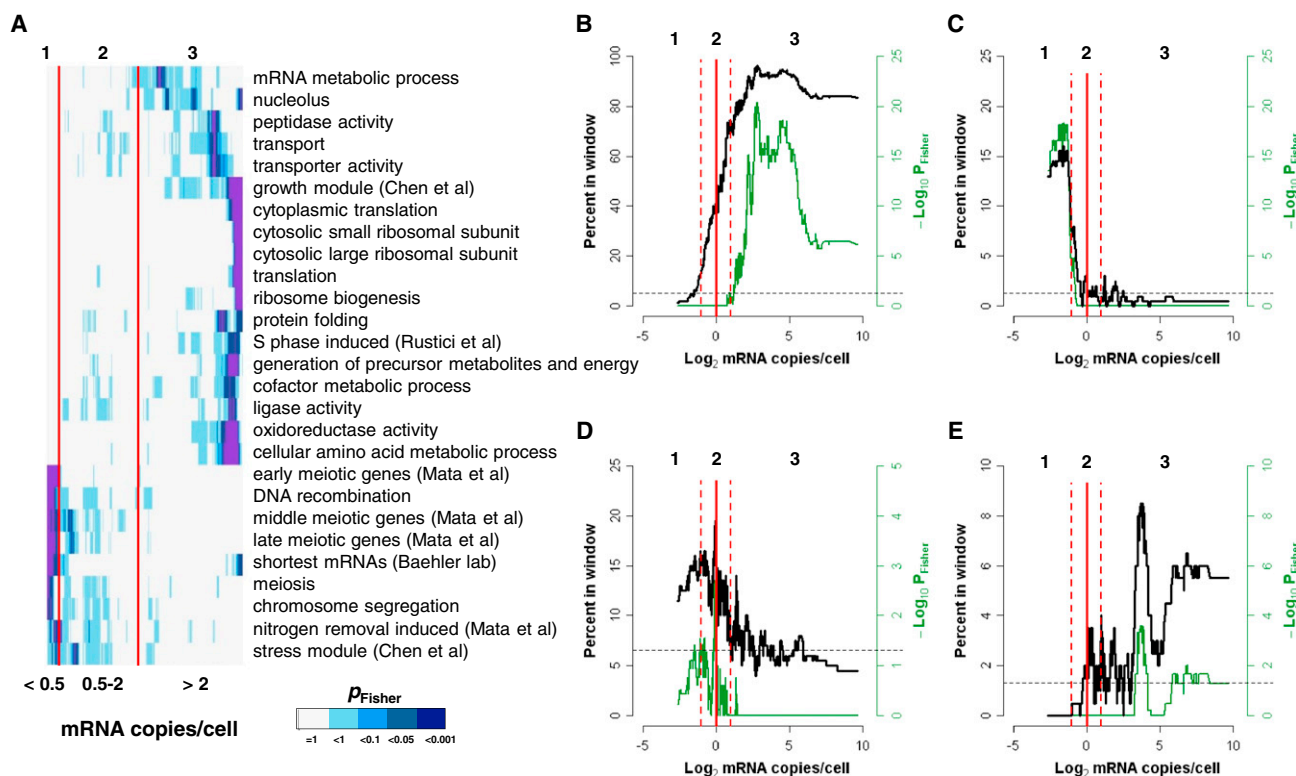 A
1 2 3
mRNA metabolic process
nucleolus
peptidase activity
transport
transporter activity
growth module (Chen et al)
cytoplasmic translation
cytosolic small ribosomal subunit
cytosolic large ribosomal subunit
translation
ribosome biogenesis
protein folding
S phase induced (Rustici et al)
generation of precursor metabolites and energy
cofactor metabolic process
ligase activity
oxidoreductase activity
cellular amino acid metabolic process
early meiotic genes (Mata et al)
DNA recombination
middle meiotic genes (Mata et al)
late meiotic genes (Mata et al)
shortest mRNAs (Baehler lab)
meiosis
chromosome segregation
nitrogen removal induced (Mata et al)
stress module (Chen et al)
< 0.5 0.5-2 > 2
mRNA copies/cell
pFisher
=1 <1 <0.1 <0.05 <0.001
B
1 2 3
Percent in window
0 20 40 60 80 100
-5 0 5 10
Log2 mRNA copies/cell
0 5 10 15 20 25
– Log10 PFisher
C
1 2 3
Percent in window
0 5 10 15 20 25
-5 0 5 10
Log2 mRNA copies/cell
0 5 10 15 20 25
– Log10 PFisher
D
1 2 3
Percent in window
0 5 10 15 20 25
-5 0 5 10
Log2 mRNA copies/cell
0 1 2 3 4 5
– Log10 PFisher
E
1 2 3
Percent in window
0 2 4 6 8 10
-5 0 5 10
Log2 mRNA copies/cell
0 2 4 6 8 10
– Log10 PFisher